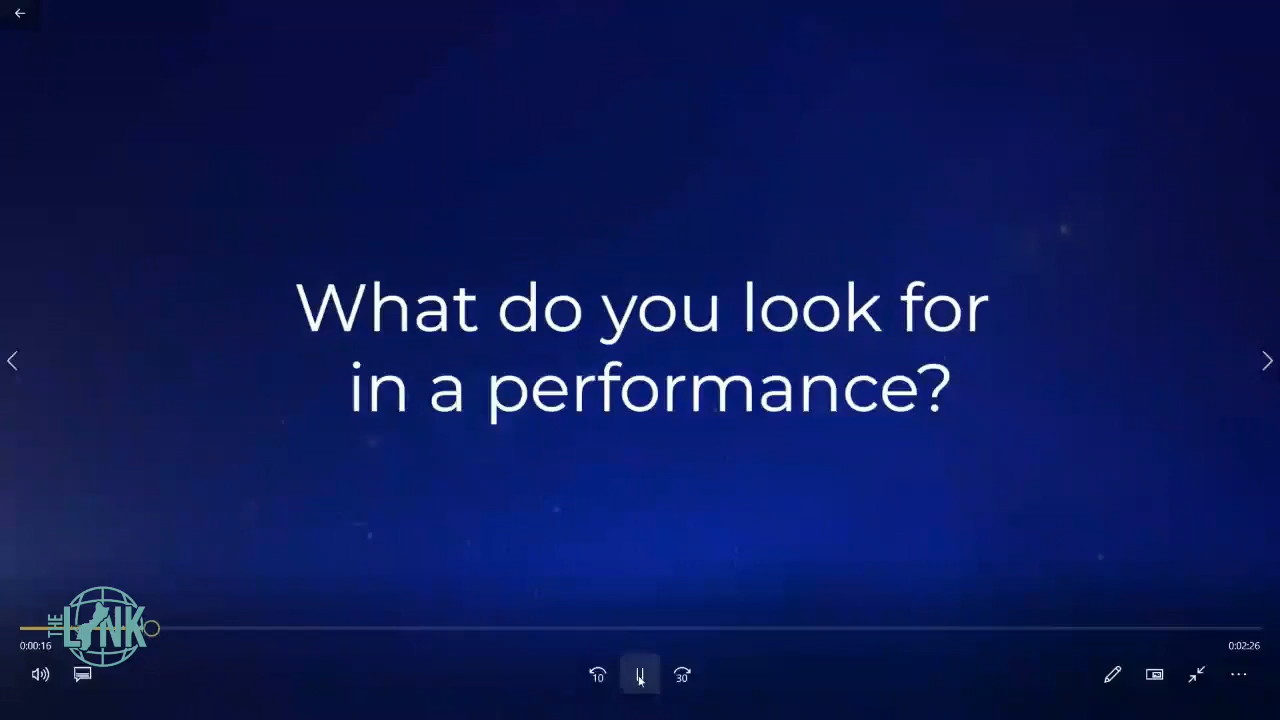 What do you look for
in a performance?
THE
LINK
0:00:16
0:02:26
10
30